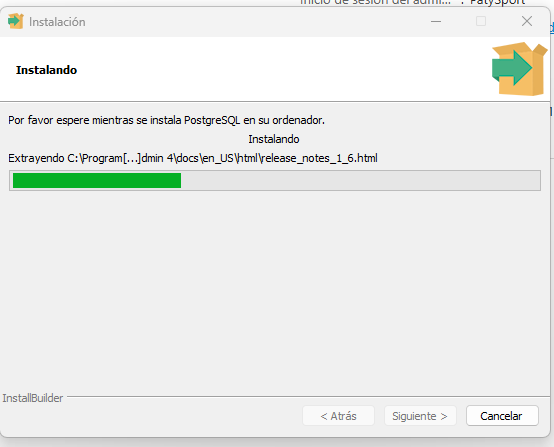 Inicio de sesión del admi... : PatySport
Instalación
Instalando
Por favor espere mientras se instala PostgreSQL en su ordenador.
Instalando
Extrayendo C:\Program[...]dmin 4\docs\en_US\html\release_notes_1_6.html
InstallBuilder
< Atrás
Siguiente >
Cancelar